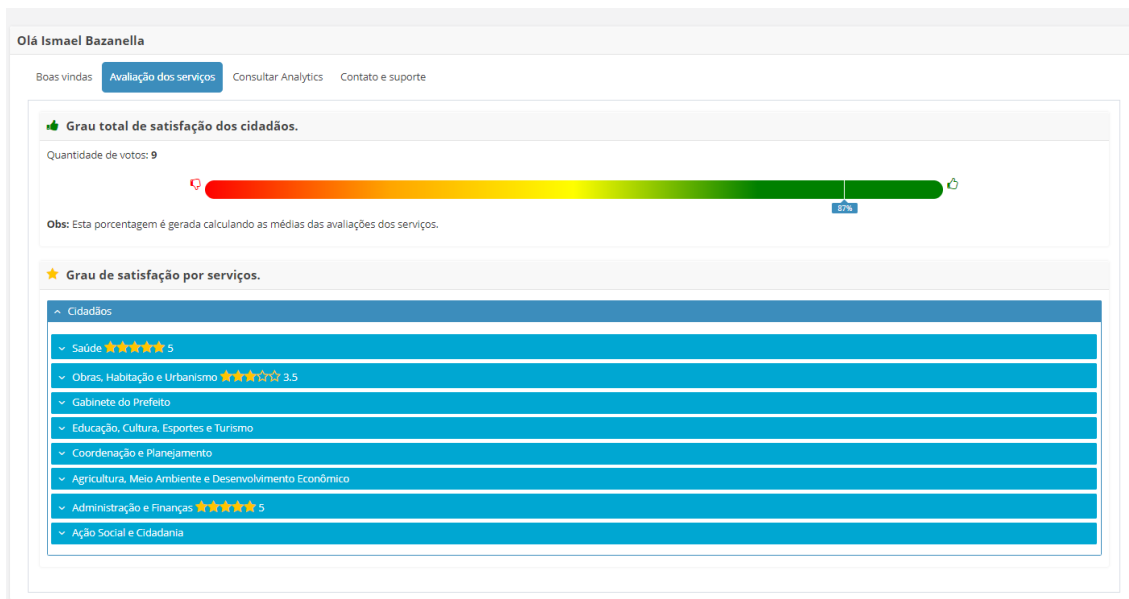 Olá Ismael Bazanella
Boas vindas Avaliação dos serviços Consultar Analytics Contato e suporte
Grau total de satisfação dos cidadãos.
Quantidade de votos: 9
87%
Obs: Esta porcentagem é gerada calculando as médias das avaliações dos serviços.
Grau de satisfação por serviços.
Cidadãos
Saúde 5
Obras, Habitação e Urbanismo 3.5
Gabinete do Prefeito
Educação, Cultura, Esportes e Turismo
Coordenação e Planejamento
Agricultura, Meio Ambiente e Desenvolvimento Econômico
Administração e Finanças 5
Ação Social e Cidadania